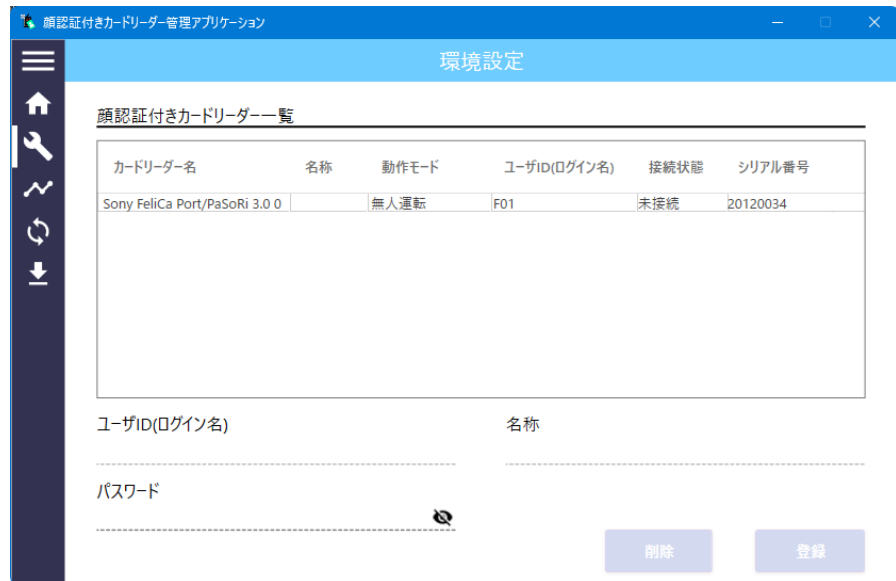 顔認証付きカードリーダー管理アプリケーション
環境設定
顔認証付きカードリーダー一覧
カードリーダー名 名称 動作モード ユーザID(ログイン名) 接続状態 シリアル番号
Sony FeliCa Port/PaSoRi 3.0 0 無人運転 F01 未接続 20120034
ユーザID(ログイン名) 名称
パスワード
削除 登録